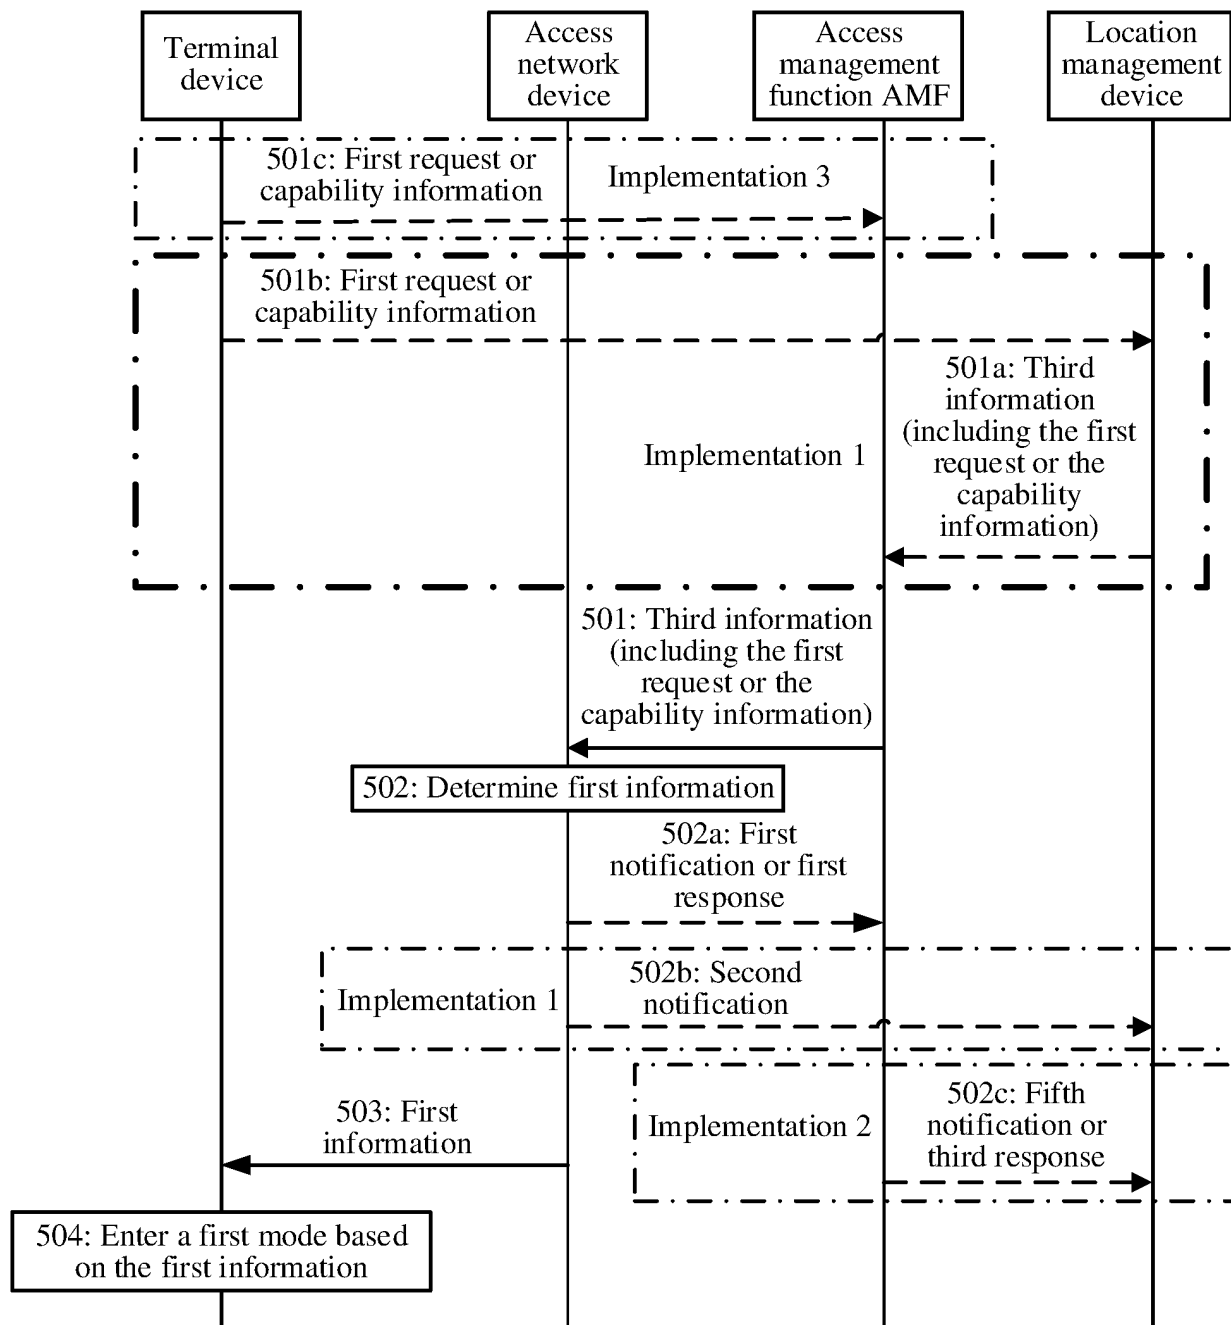 Terminal
device
Access
network
device
Access
management
function AMF
Location
management
device
501c: First request or
capability information
Implementation 3
501b: First request or
capability information
501a: Third
information
(including the first
request or the
capability
information)
Implementation 1
501: Third information
(including the first
request or the
capability information)
502: Determine first information
502a: First
notification or first
response
502b: Second
notification
Implementation 1
502c: Fifth
notification or
third response
Implementation 2
503: First
information
504: Enter a first mode based
on the first information